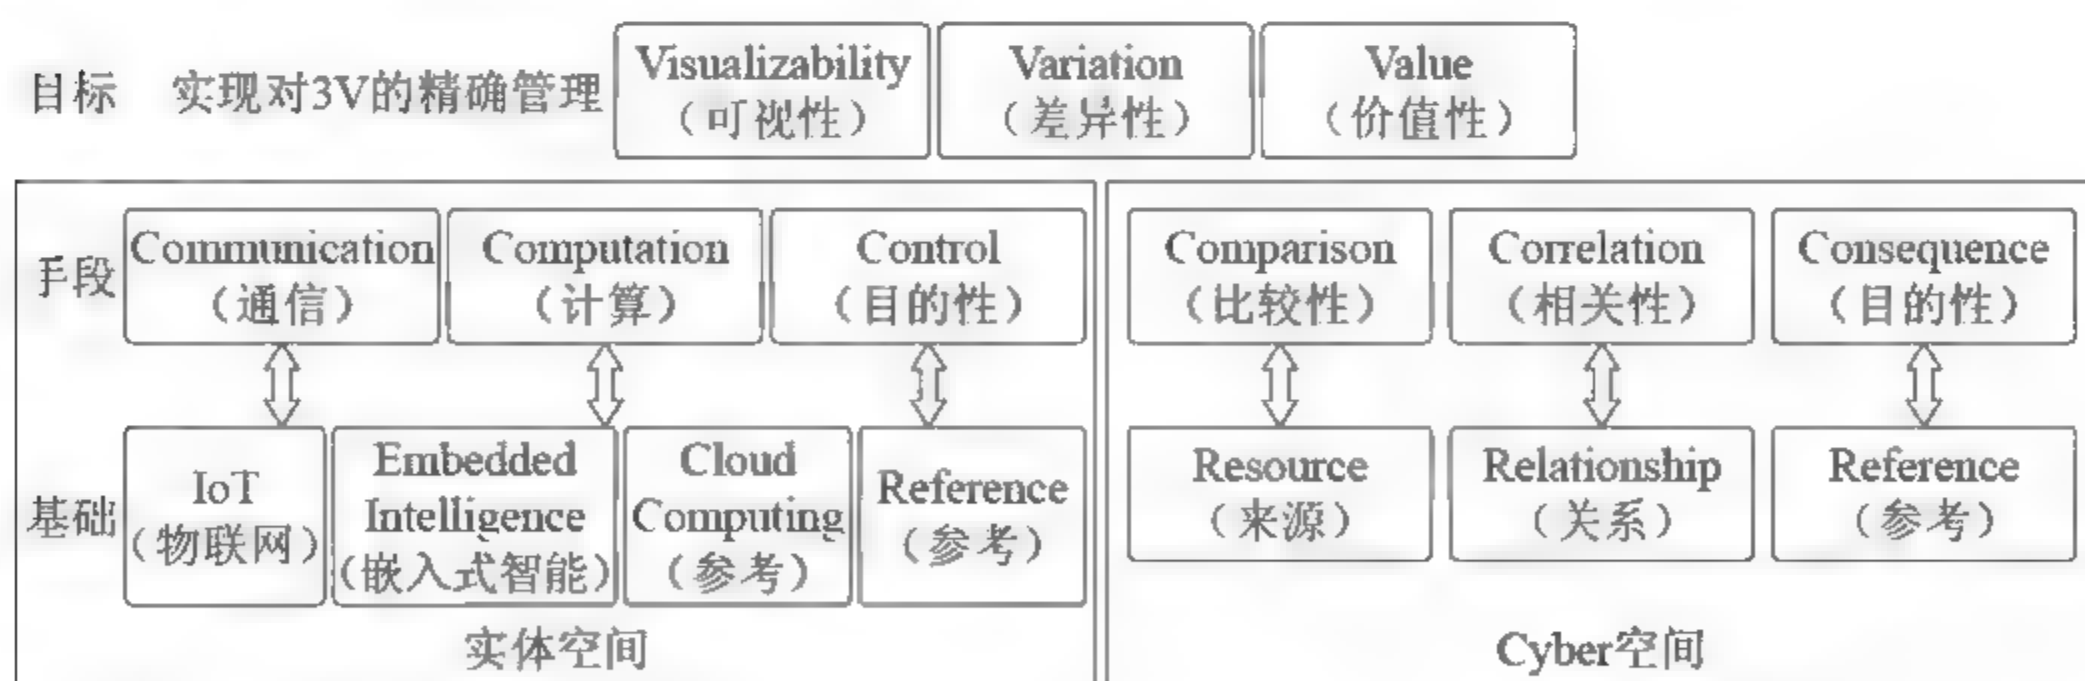 目标 实现对3V的精确管理
Visualizability
（可视性）
Variation
（差异性）
Value
（价值性）
手段
Communication
（通信）
Computation
（计算）
Control
（目的性）
Comparison
（比较性）
Correlation
（相关性）
Consequence
（目的性）
基础
IoT
（物联网）
Embedded
Intelligence
（嵌入式智能）
Cloud
Computing
（参考）
Reference
（参考）
Resource
（来源）
Relationship
（关系）
Reference
（参考）
实体空间
Cyber空间